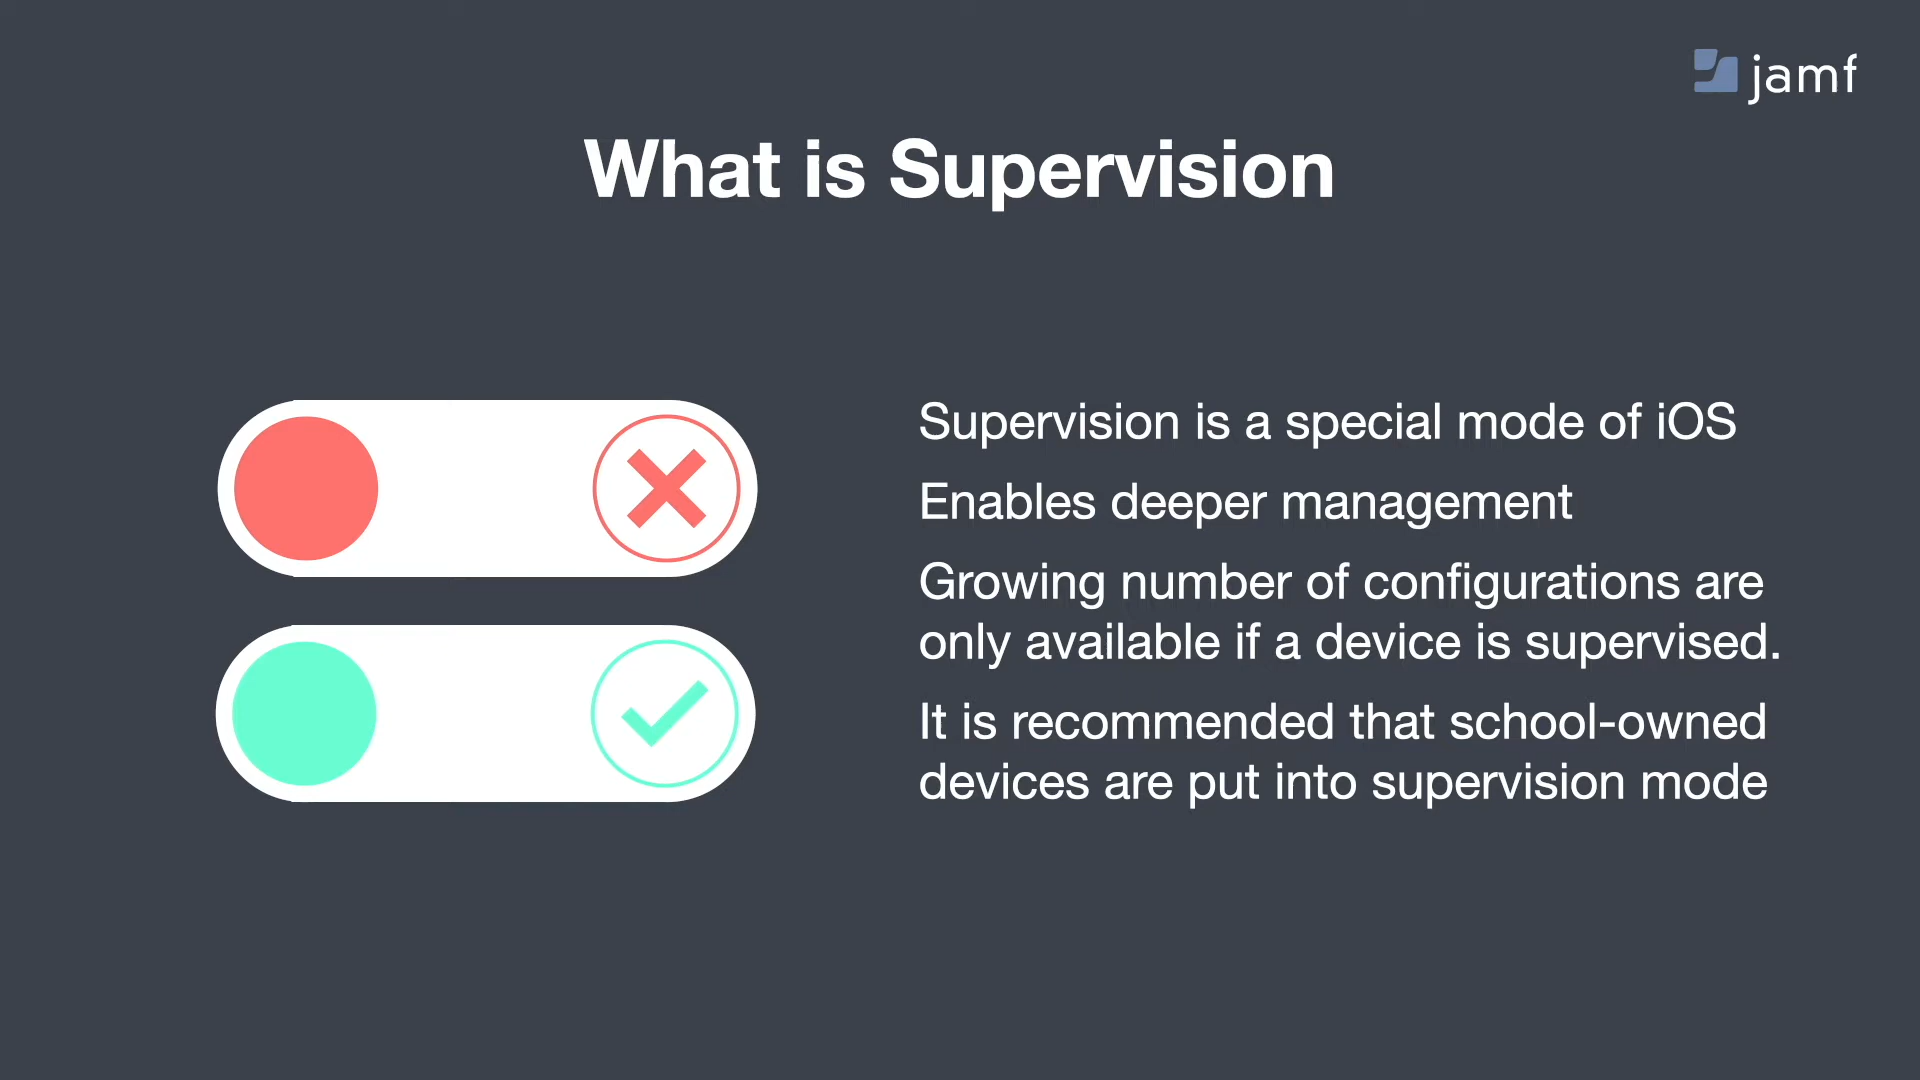 jamf
What is Supervision
Supervision is a special mode of iOS
Enables deeper management
Growing number of configurations are
only available if a device is supervised.
It is recommended that school-owned
devices are put into supervision mode